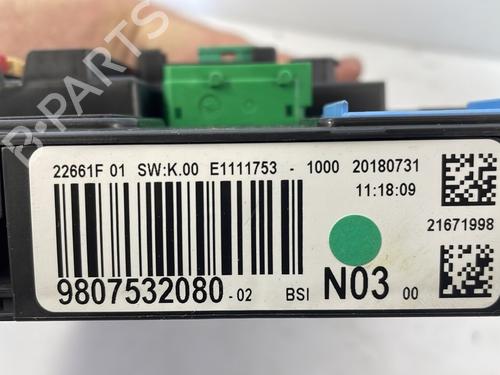 B-PARTS
22661F 01 SW:K.00 E1111753 - 1000 20180731
11:18:09
21671998
9807532080-02 BSI N03 00